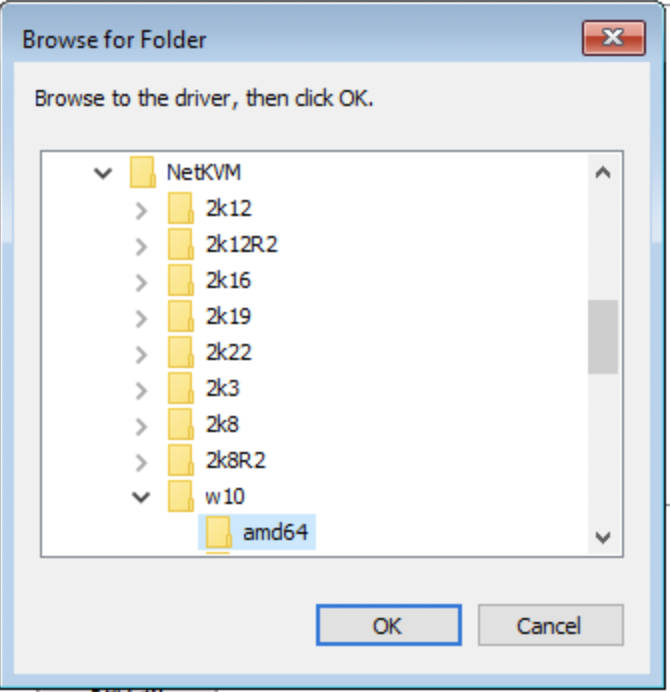 Browse for Folder
Browse to the driver, then click OK.
NetKVM
2k12
2k12R2
2k16
2k19
2k22
2k3
2k8
2k8R2
w10
amd64
OK
Cancel